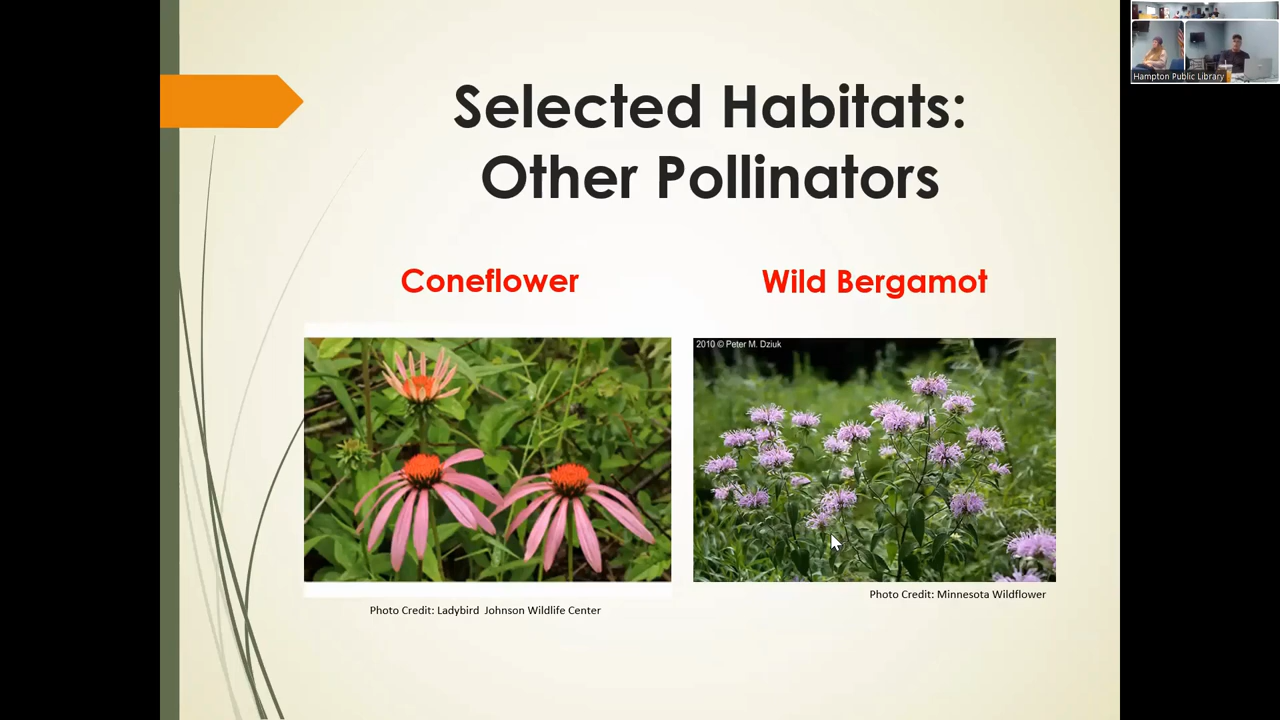 Selected Habitats:
Other Pollinators
Coneflower
Wild Bergamot
2010 © Peter M. Dziuk
Photo Credit: Ladybird Johnson Wildlife Center
Photo Credit: Minnesota Wildflower
Hampton Public Library